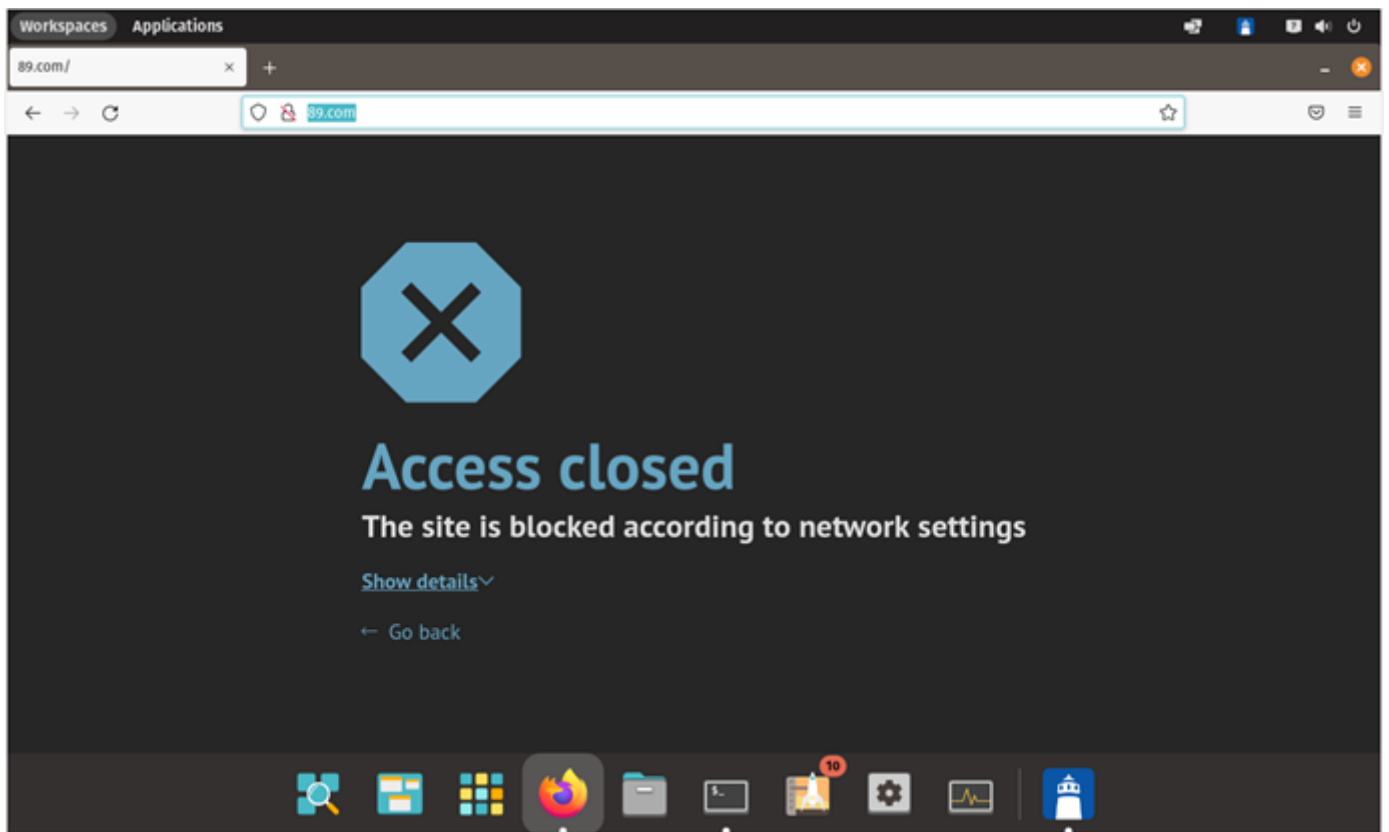 Workspaces Applications
89.com/
89.com
Access closed
The site is blocked according to network settings
Show details
← Go back
$_
10